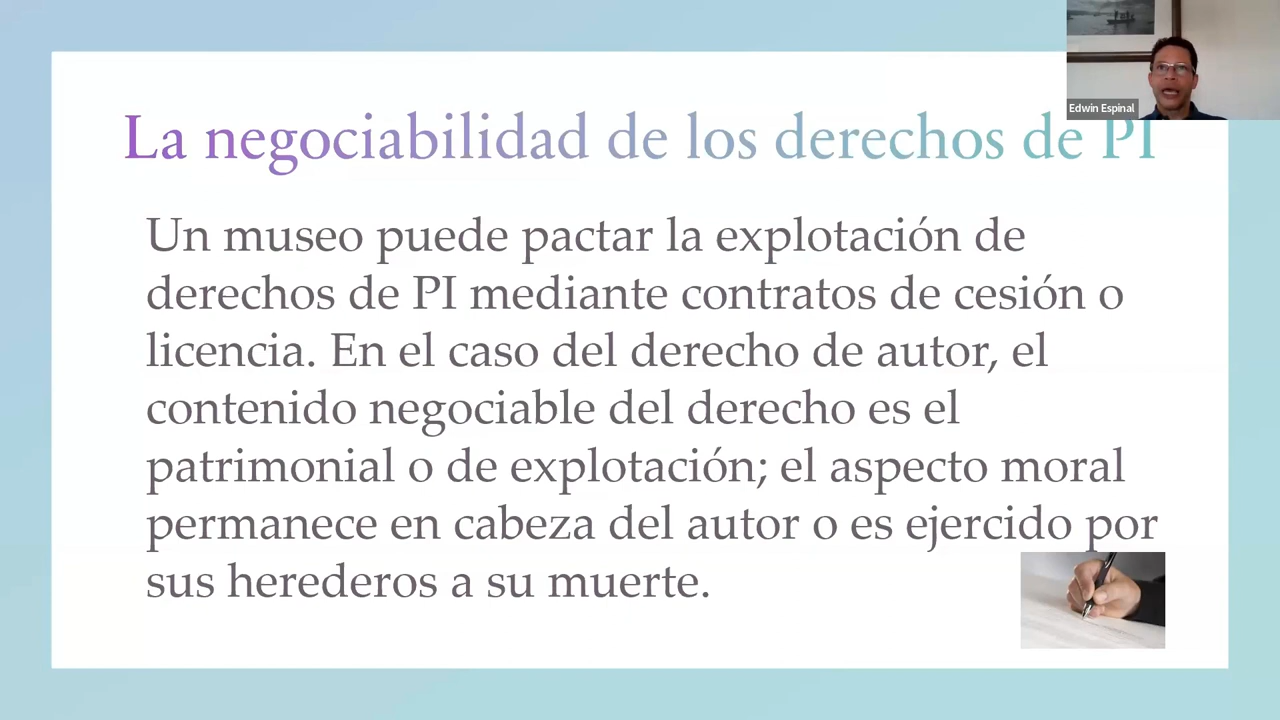 Edwin Espinal
La negociabilidad de los derechos de PI
Un museo puede pactar la explotación de
derechos de PI mediante contratos de cesión o
licencia. En el caso del derecho de autor, el
contenido negociable del derecho es el
patrimonial o de explotación; el aspecto moral
permanece en cabeza del autor o es ejercido por
sus herederos a su muerte.